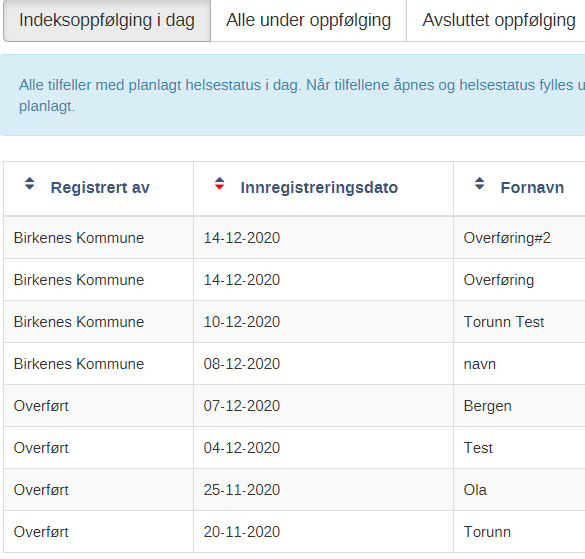 Indeksoppfølging i dag Alle under oppfølging Avsluttet oppfølging
Alle tilfeller med planlagt helsestatus i dag. Når tilfellene åpnes og helsestatus fylles
planlagt.
Registrert av Innregistreringsdato Fornavn
Birkenes Kommune 14-12-2020 Overføring#2
Birkenes Kommune 14-12-2020 Overføring
Birkenes Kommune 10-12-2020 Torunn Test
Birkenes Kommune 08-12-2020 navn
Overført 07-12-2020 Bergen
Overført 04-12-2020 Test
Overført 25-11-2020 Ola
Overført 20-11-2020 Torunn